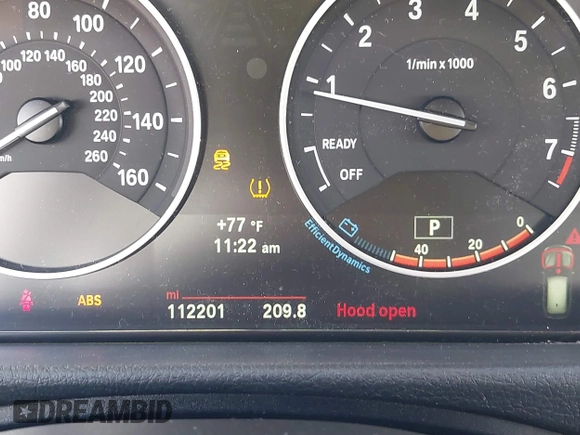 80
100
120
140
160
100 120 140
160
180
200
220
240
260
1 2 3 4 5 6 7
1/min x 1000
READY
OFF
+77 °F
11:22 am
P
EfficientDynamics
40 20 0
ABS
mi
112201 209.8
Hood open
DREAMBID